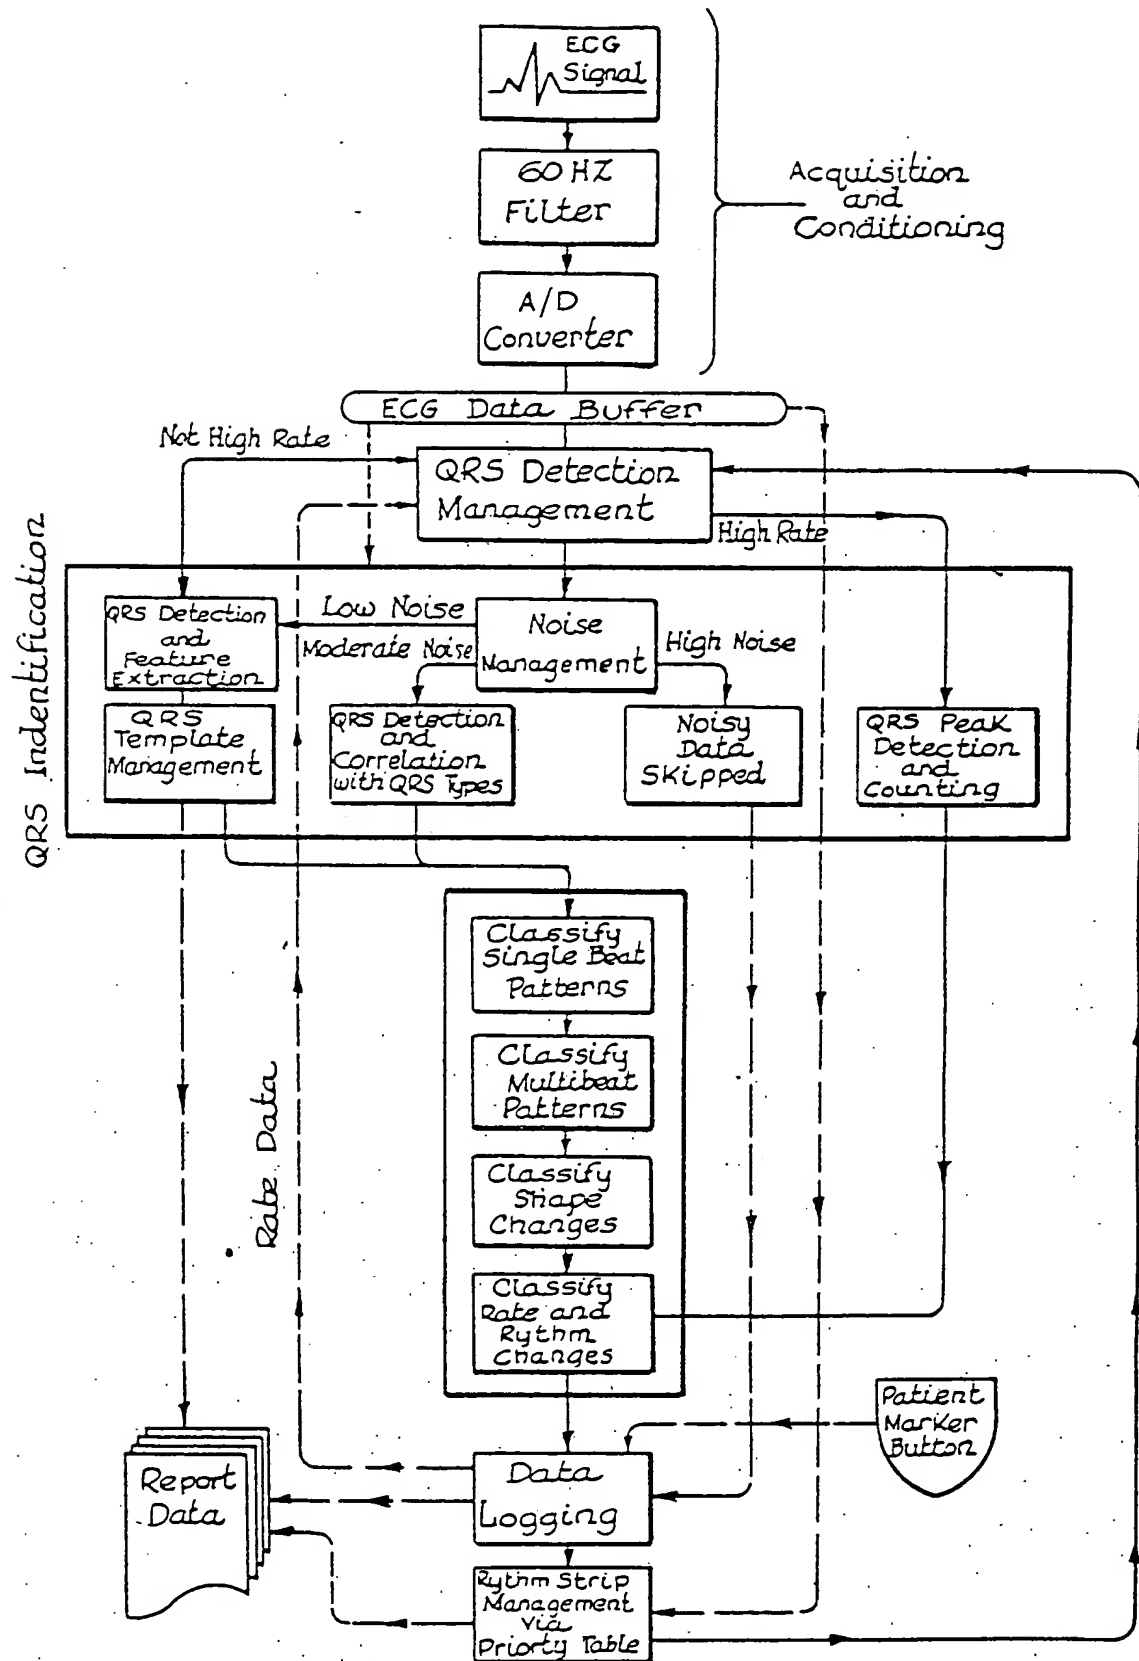 ECG
Signal
60 HZ
Filter
A/D
Converter
Acquisition
and
Conditioning
ECG Data Buffer
Not High Rate
QRS Detection
Management
High Rate
QRS Indentification
QRS Detection
and
Feature
Extraction
Low Noise
Moderate Noise
Noise
Management
High Noise
QRS
Template
Management
QRS Detection
and
Correlation
with QRS Types
Noisy
Data
Skipped
QRS Peak
Detection
and
Counting
Classify
Single Beat
Patterns
Classify
Multibeat
Patterns
Classify
Shape
Changes
Classify
Rate and
Rythm
Changes
Rate Data
Patient
Marker
Button
Report
Data
Data
Logging
Rythm Strip
Management
Via
Priorty Table